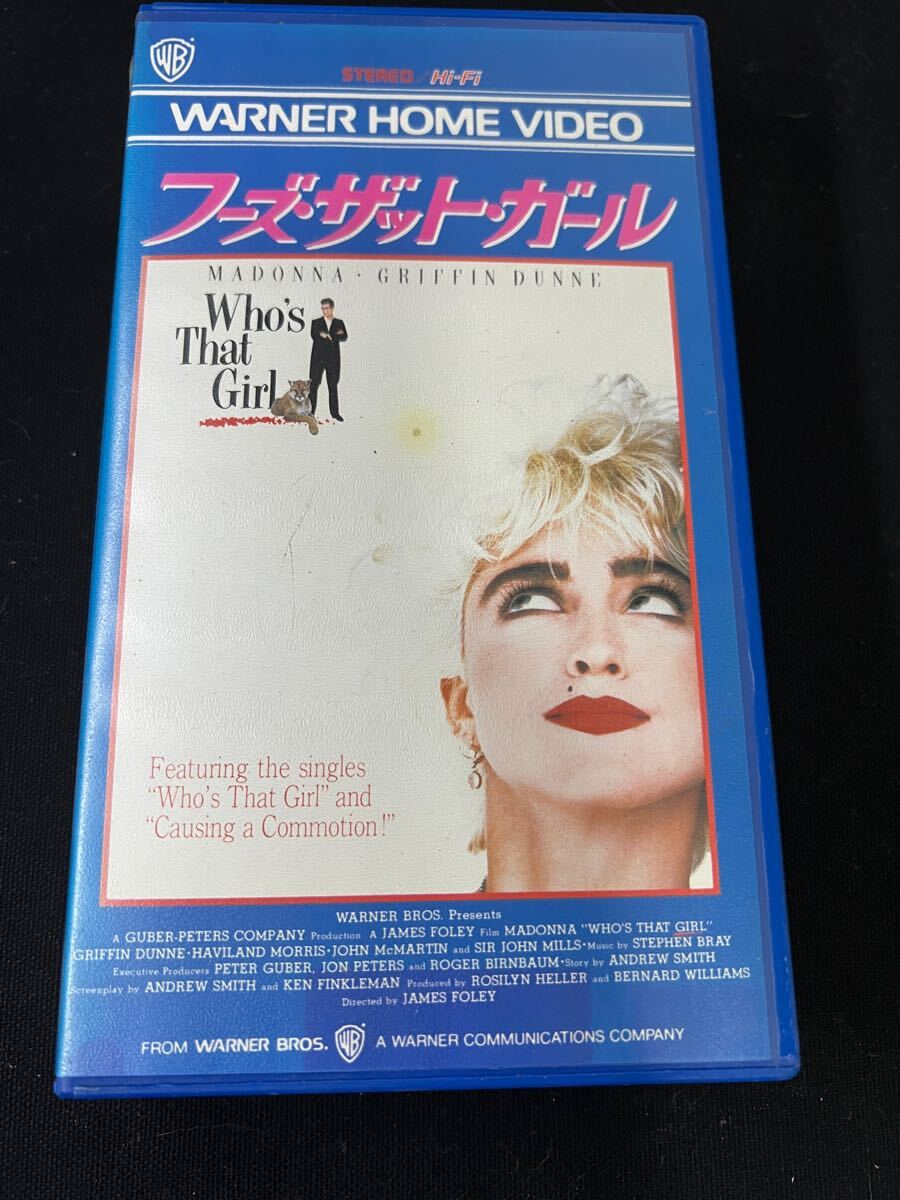 WB
STEREO/Hi-Fi
WARNER HOME VIDEO
フーズ・ザット・ガール
MADONNA · GRIFFIN DUNNE
Who's
That
Girl
Featuring the singles
"Who's That Girl" and
"Causing a Commotion!"
WARNER BROS. Presents
A GUBER-PETERS COMPANY Production A JAMES FOLEY Film MADONNA "WHO'S THAT GIRL"
GRIFFIN DUNNE·HAVILAND MORRIS·JOHN McMARTIN and SIR JOHN MILLS·Music by STEPHEN BRAY
Executive Producers PETER GUBER, JON PETERS and ROGER BIRNBAUM·Story by ANDREW SMITH
Screenplay by ANDREW SMITH and KEN FINKLEMAN Produced by ROSILYN HELLER and BERNARD WILLIAMS
Directed by JAMES FOLEY
FROM WARNER BROS. WB A WARNER COMMUNICATIONS COMPANY